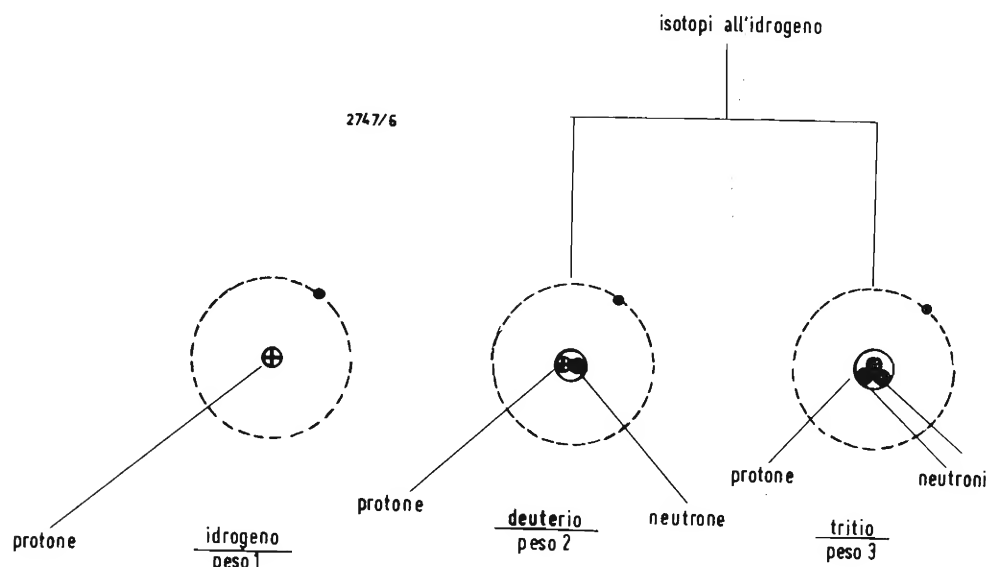 isotopi all'idrogeno
2747/6
protone
idrogeno
peso 1
protone
deuterio
peso 2
neutrone
protone
tritio
peso 3
neutroni